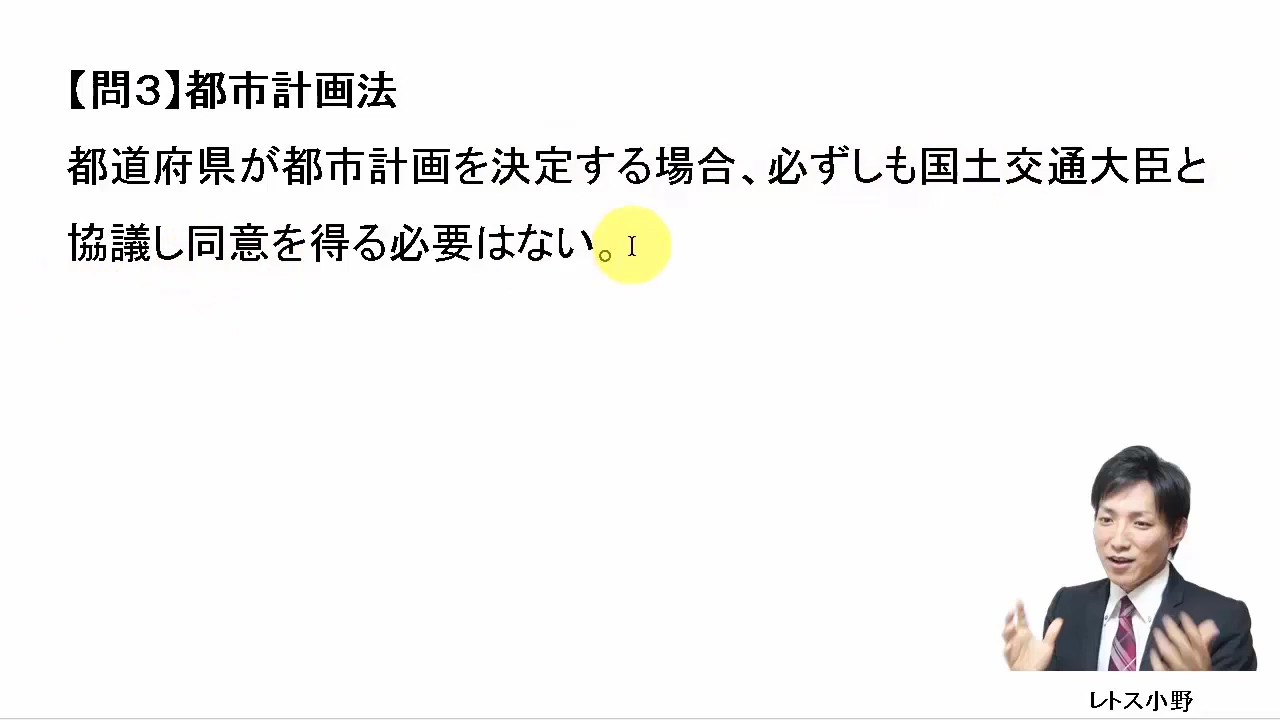 【問3】都市計画法
都道府県が都市計画を決定する場合、必ずしも国土交通大臣と
協議し同意を得る必要はない。
レトス小野